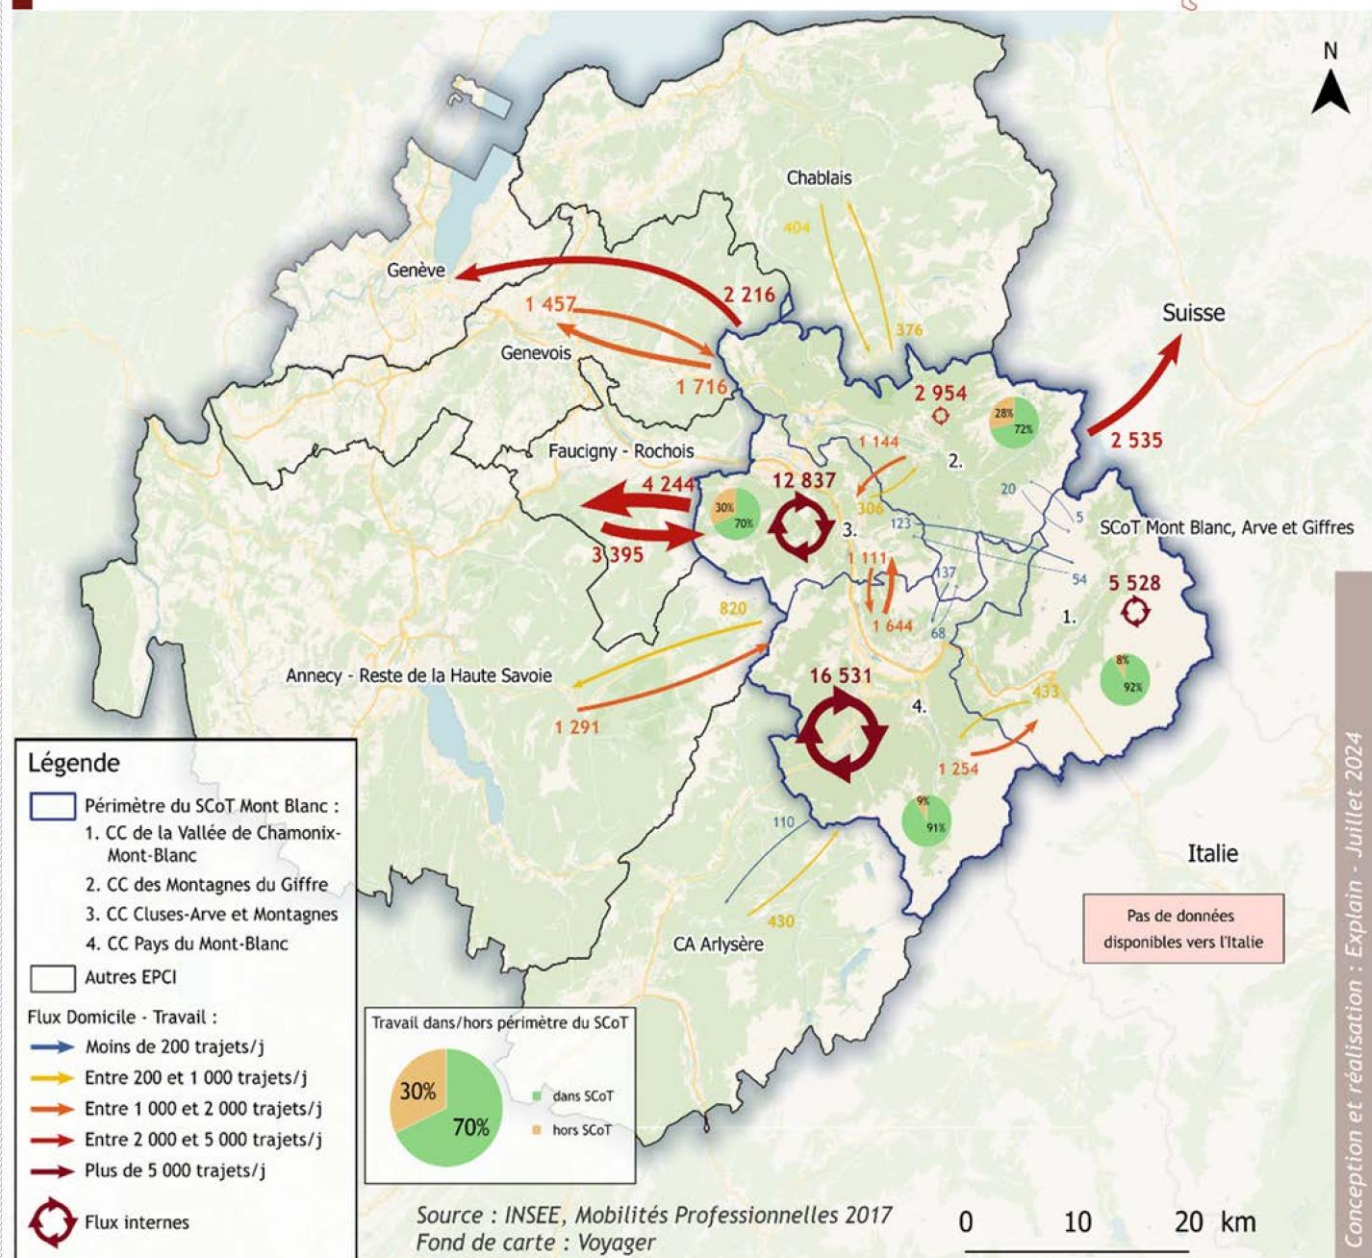 N
Chablais
404
376
Genève
2 216
1 457
Genevois
1 716
Suisse
2 535
2 954
28%
72%
Faucigny - Rochois
1 144
2.
4 244
12 837
306
30%
70%
3.
123
20
5
SCoT Mont Blanc, Arve et Giffres
3 395
1 111
137
54
5 528
1.
820
1 644
68
Annecy - Reste de la Haute Savoie
16 531
8%
92%
4.
433
1 291
1 254
9%
91%
110
430
CA Arlysère
Italie
Pas de données
disponibles vers l'Italie
Légende
Périmètre du SCoT Mont Blanc :
1. CC de la Vallée de Chamonix-
Mont-Blanc
2. CC des Montagnes du Giffre
3. CC Cluses-Arve et Montagnes
4. CC Pays du Mont-Blanc
Autres EPCI
Flux Domicile - Travail :
Moins de 200 trajets/j
Entre 200 et 1 000 trajets/j
Entre 1 000 et 2 000 trajets/j
Entre 2 000 et 5 000 trajets/j
Plus de 5 000 trajets/j
Flux internes
Travail dans/hors périmètre du SCoT
30%
70%
dans SCoT
hors SCoT
Source : INSEE, Mobilités Professionnelles 2017
Fond de carte : Voyager
0 10 20 km
Conception et réalisation : Explain - Juillet 2024